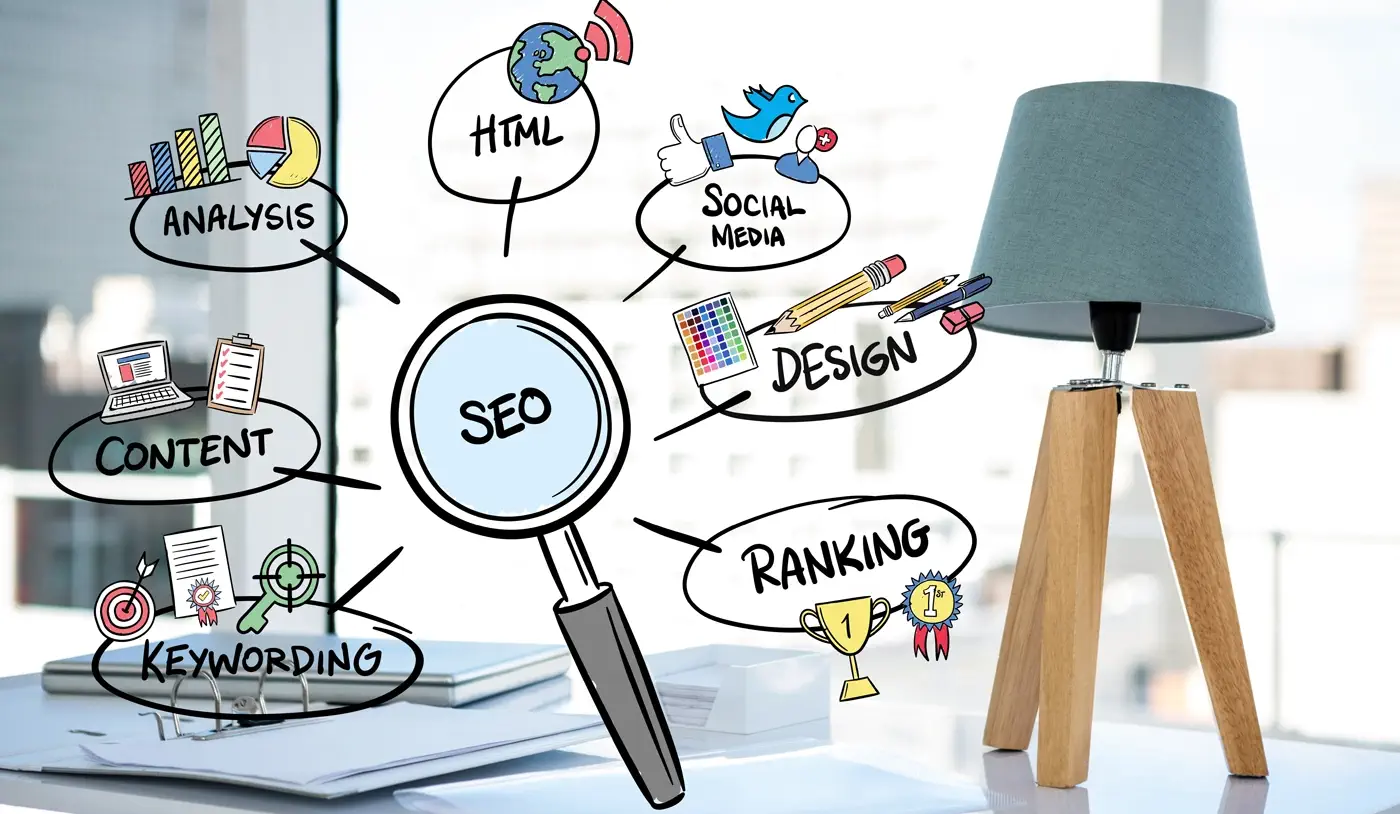 HTML
ANALYSIS
SOCIAL
MEDIA
DESIGN
SEO
CONTENT
RANKING
1ST
1
KEYWORDING